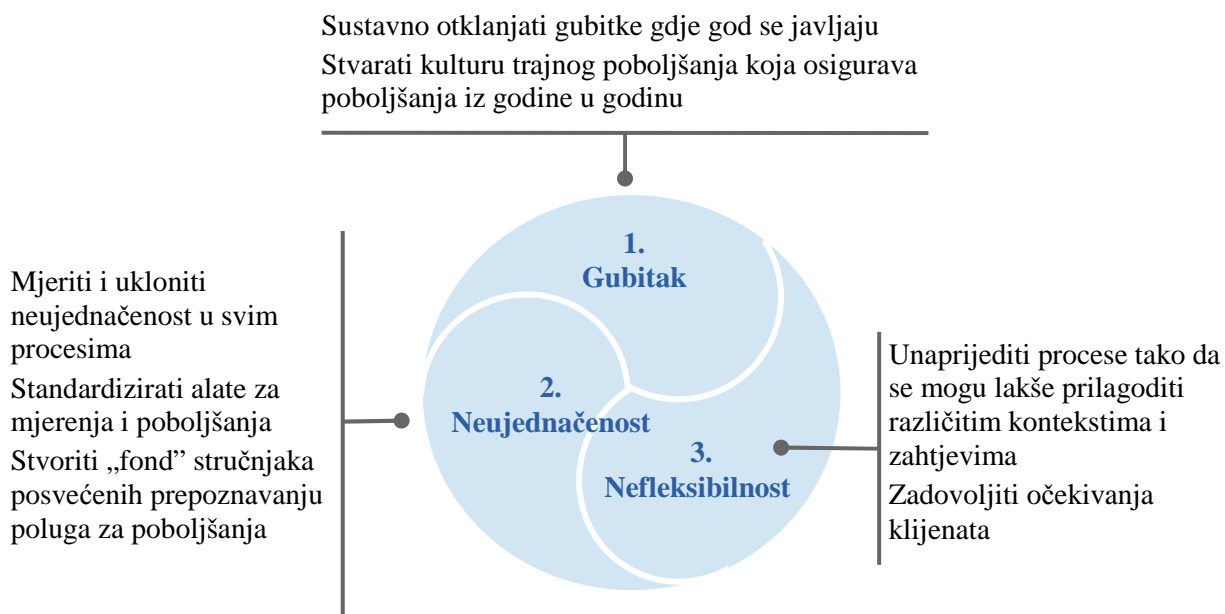 Sustavno otklanjati gubitke gdje god se javljaju
Stvarati kulturu trajnog poboljšanja koja osigurava
poboljšanja iz godine u godinu
1.
Gubitak
Mjeriti i ukloniti
neujednačenost u svim
procesima
Standardizirati alate za
mjerenja i poboljšanja
Stvoriti „fond” stručnjaka
posvećenih prepoznavanju
poluga za poboljšanja
2.
Neujednačenost
3.
Nefleksibilnost
Unaprijediti procese tako da
se mogu lakše prilagoditi
različitim kontekstima i
zahtjevima
Zadovoljiti očekivanja
klijenata